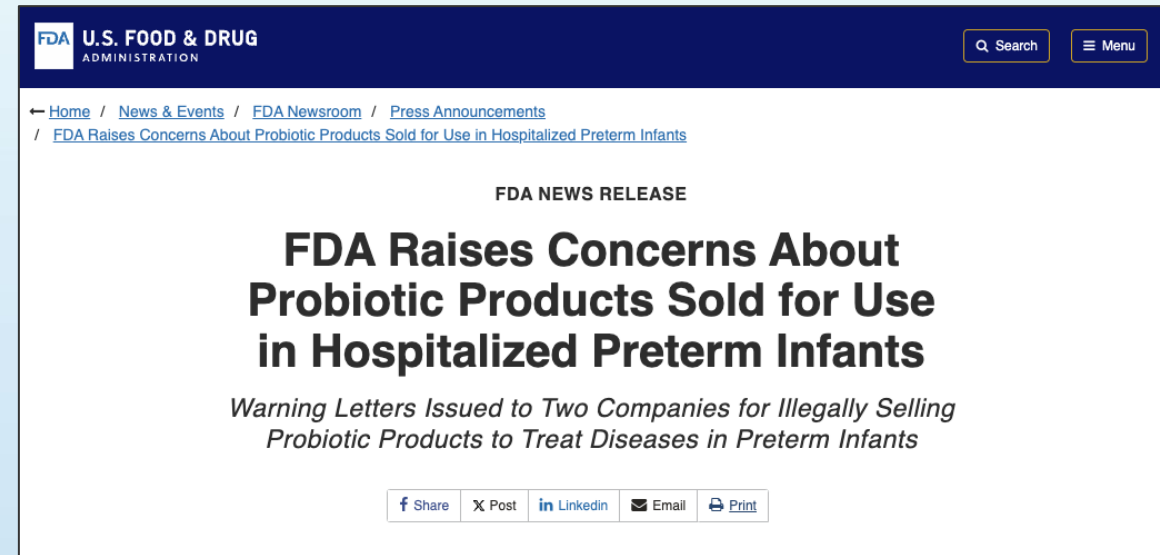 FDA U.S. FOOD & DRUG
ADMINISTRATION
Search
Menu
Home / News & Events / FDA Newsroom / Press Announcements
/ FDA Raises Concerns About Probiotic Products Sold for Use in Hospitalized Preterm Infants
FDA NEWS RELEASE
FDA Raises Concerns About
Probiotic Products Sold for Use
in Hospitalized Preterm Infants
Warning Letters Issued to Two Companies for Illegally Selling
Probiotic Products to Treat Diseases in Preterm Infants
f Share X Post in Linkedin Email Print